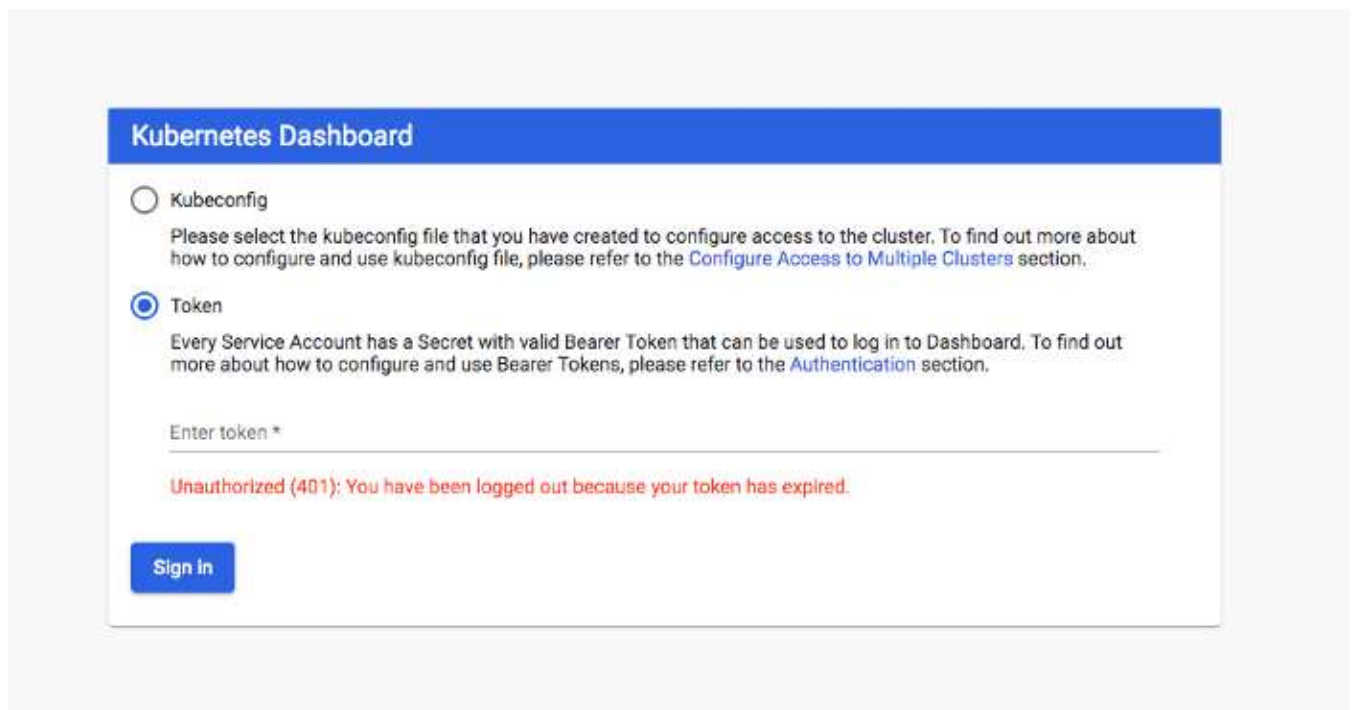 Kubernetes Dashboard
Kubeconfig
Please select the kubeconfig file that you have created to configure access to the cluster. To find out more about
how to configure and use kubeconfig file, please refer to the Configure Access to Multiple Clusters section.
Token
Every Service Account has a Secret with valid Bearer Token that can be used to log in to Dashboard. To find out
more about how to configure and use Bearer Tokens, please refer to the Authentication section.
Enter token *
Unauthorized (401): You have been logged out because your token has expired.
Sign in